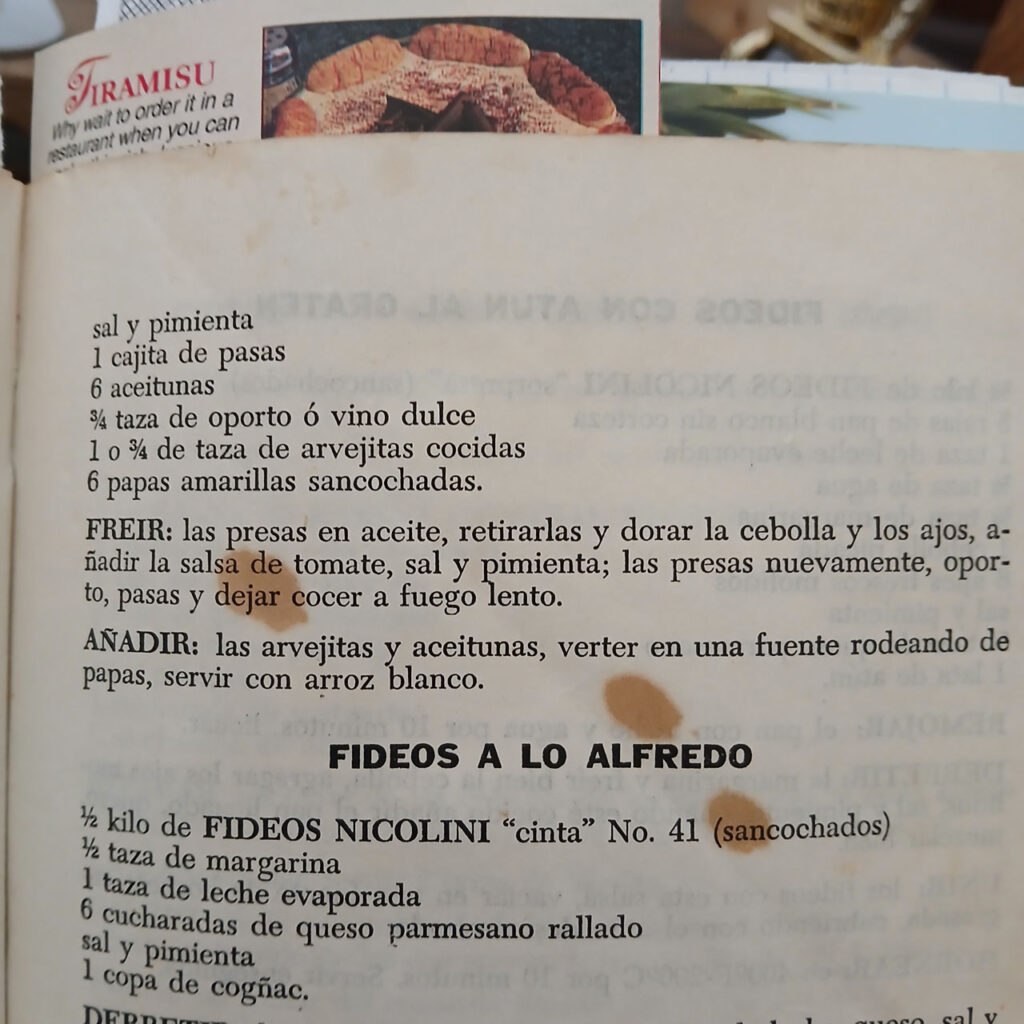 TIRAMISU
Why wait to order it in a
restaurant when you can
sal y pimienta
1 cajita de pasas
6 aceitunas
¾ taza de oporto ó vino dulce
1 o ¾ de taza de arvejitas cocidas
6 papas amarillas sancochadas.
FREIR: las presas en aceite, retirarlas y dorar la cebolla y los ajos, a-
ñadir la salsa de tomate, sal y pimienta; las presas nuevamente, opor-
to, pasas y dejar cocer a fuego lento.
AÑADIR: las arvejitas y aceitunas, verter en una fuente rodeando de
papas, servir con arroz blanco.
FIDEOS A LO ALFREDO
½ kilo de FIDEOS NICOLINI “cinta” No. 41 (sancochados)
½ taza de margarina
1 taza de leche evaporada
6 cucharadas de queso parmesano rallado
sal y pimienta
1 copa de cogñac.
DERRETIR queso, sal y